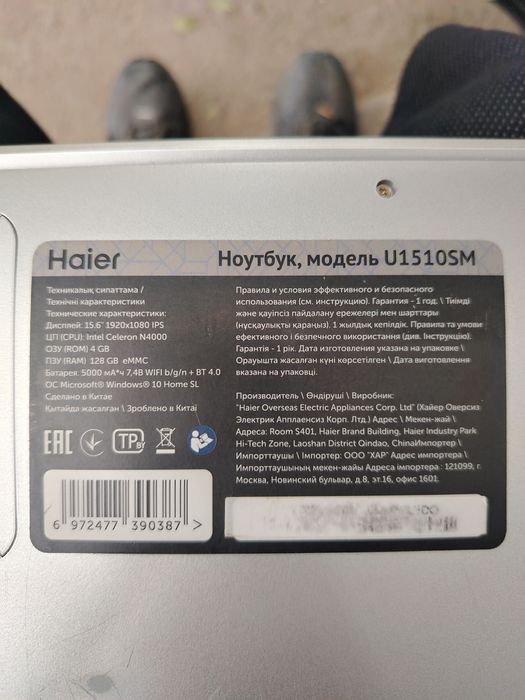 Haier
Ноутбук, модель U1510SM
Техникалық сипаттама /
Технічні характеристики
Технические характеристики:
Дисплей: 15.6" 1920x1080 IPS
ЦП (CPU): Intel Celeron N4000
ОЗУ (ROM) 4 GB
ПЗУ (RAM) 128 GB eMMC
Батарея: 5000 мА*ч 7,4В WIFI b/g/n + BT 4.0
ОС Microsoft® Windows® 10 Home SL
Сделано в Китае
Қытайда жасалған \ Зроблено в Китаї
Правила и условия эффективного и безопасного
использования (см. инструкцию). Гарантия - 1 год. \ Тиімді
және қауіпсіз пайдалану ережелері мен шарттары
(нұсқаулықты қараңыз). 1 жылдық кепілдік. Правила та умови
ефективного і безпечного використання (див. Інструкцію).
Гарантія - 1 рік. Дата изготовления указана на упаковке \
Орауышта жасалған күні көрсетілген \ Дата виготовлення
вказана на упаковці.
Производитель \ Өндіруші \ Виробник:
"Haier Overseas Electric Appliances Corp. Ltd" (Хайер Оверсиз
Электрик Апплаенсиз Корп. Лтд.) Адрес \ Мекен-жай \
Адреса: Room S401, Haier Brand Building, Haier Industry Park
Hi-Tech Zone, Laoshan District Qindao, ChinaИмпортер \
Импорттаушы \ Імпортер: ООО "ХАР" Адрес импортера \
Импорттаушының мекен-жайы Адреса імпортера : 121099, г.
Москва, Новинский бульвар, д.8, эт.16, офис 1601.
EAC TP BY
6 972477 390387 >